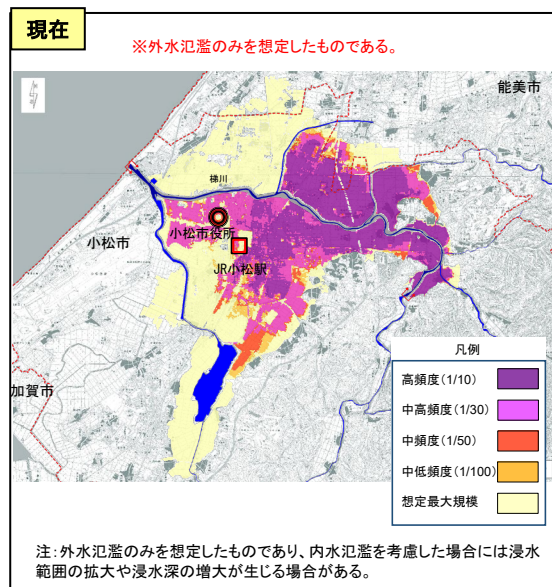 現在
※外水氾濫のみを想定したものである。
能美市
梯川
小松市役所
小松市
JR小松駅
加賀市
凡例
高頻度(1/10)
中高頻度(1/30)
中頻度(1/50)
中低頻度(1/100)
想定最大規模
注:外水氾濫のみを想定したものであり、内水氾濫を考慮した場合には浸水
範囲の拡大や浸水深の増大が生じる場合がある。